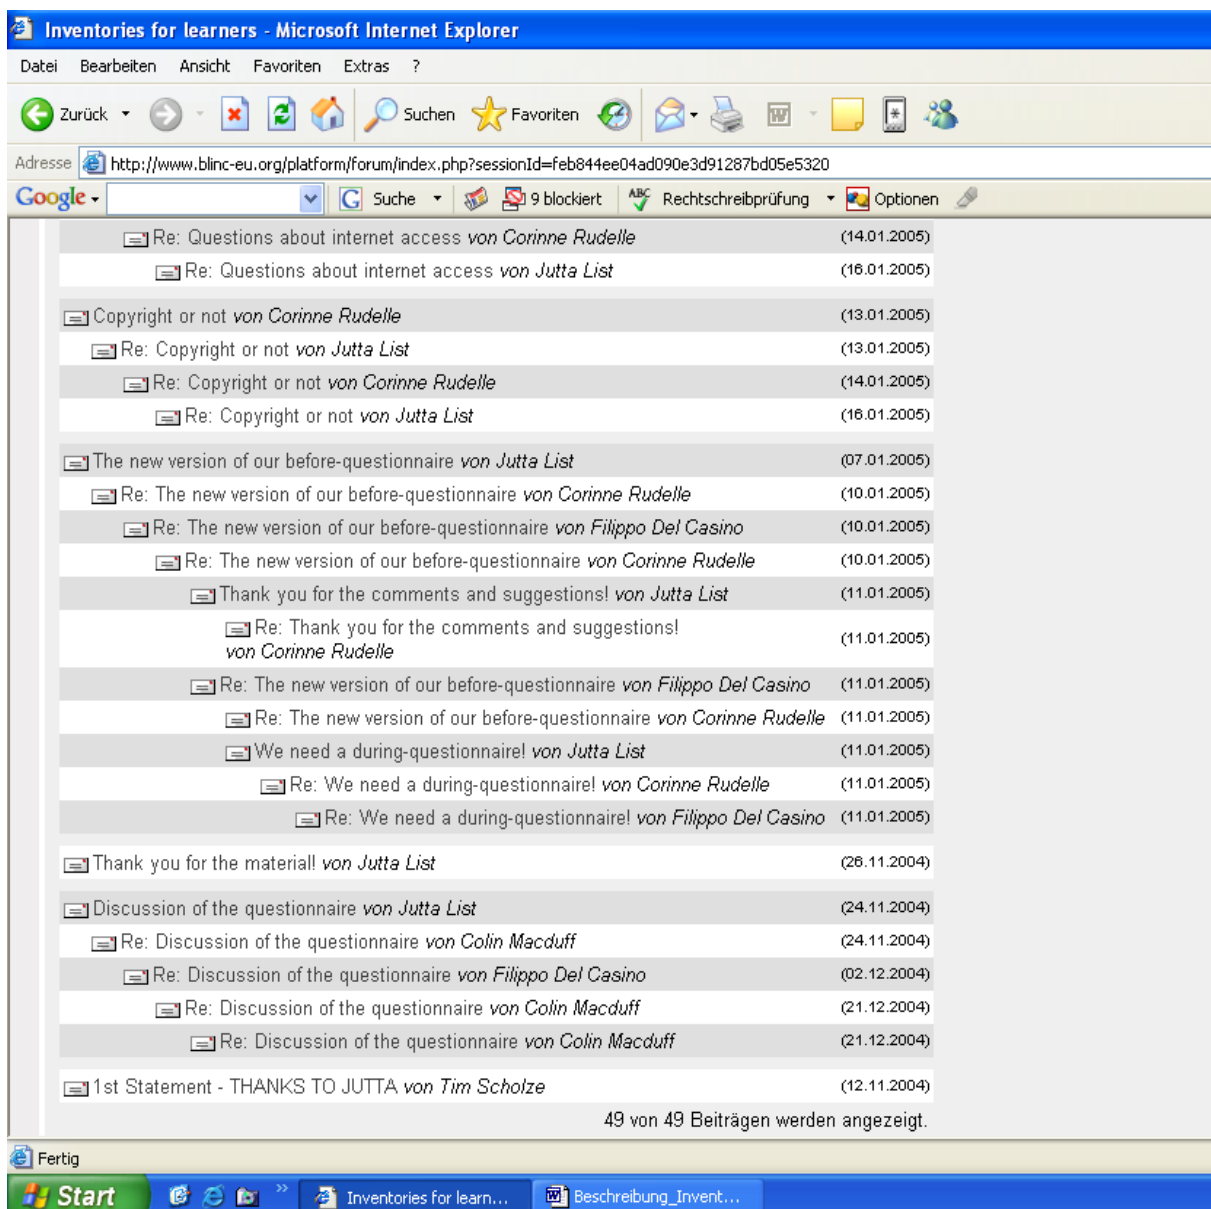 Inventories for learners - Microsoft Internet Explorer
Datei Bearbeiten Ansicht Favoriten Extras ?
Zurück Suchen Favoriten
Adresse http://www.blinc-eu.org/platform/forum/index.php?sessionId=feb844ee04ad090e3d91287bd05e5320
Google G Suche 9 blockiert ABC Rechtschreibprüfung Optionen
Re: Questions about internet access von Corinne Rudelle (14.01.2005)
Re: Questions about internet access von Jutta List (16.01.2005)
Copyright or not von Corinne Rudelle (13.01.2005)
Re: Copyright or not von Jutta List (13.01.2005)
Re: Copyright or not von Corinne Rudelle (14.01.2005)
Re: Copyright or not von Jutta List (16.01.2005)
The new version of our before-questionnaire von Jutta List (07.01.2005)
Re: The new version of our before-questionnaire von Corinne Rudelle (10.01.2005)
Re: The new version of our before-questionnaire von Filippo Del Casino (10.01.2005)
Re: The new version of our before-questionnaire von Corinne Rudelle (10.01.2005)
Thank you for the comments and suggestions! von Jutta List (11.01.2005)
Re: Thank you for the comments and suggestions!
von Corinne Rudelle (11.01.2005)
Re: The new version of our before-questionnaire von Filippo Del Casino (11.01.2005)
Re: The new version of our before-questionnaire von Corinne Rudelle (11.01.2005)
We need a during-questionnaire! von Jutta List (11.01.2005)
Re: We need a during-questionnaire! von Corinne Rudelle (11.01.2005)
Re: We need a during-questionnaire! von Filippo Del Casino (11.01.2005)
Thank you for the material! von Jutta List (26.11.2004)
Discussion of the questionnaire von Jutta List (24.11.2004)
Re: Discussion of the questionnaire von Colin Macduff (24.11.2004)
Re: Discussion of the questionnaire von Filippo Del Casino (02.12.2004)
Re: Discussion of the questionnaire von Colin Macduff (21.12.2004)
Re: Discussion of the questionnaire von Colin Macduff (21.12.2004)
1st Statement - THANKS TO JUTTA von Tim Scholze (12.11.2004)
49 von 49 Beiträgen werden angezeigt.
Fertig
Start » Inventories for learn... Beschreibung_Invent...